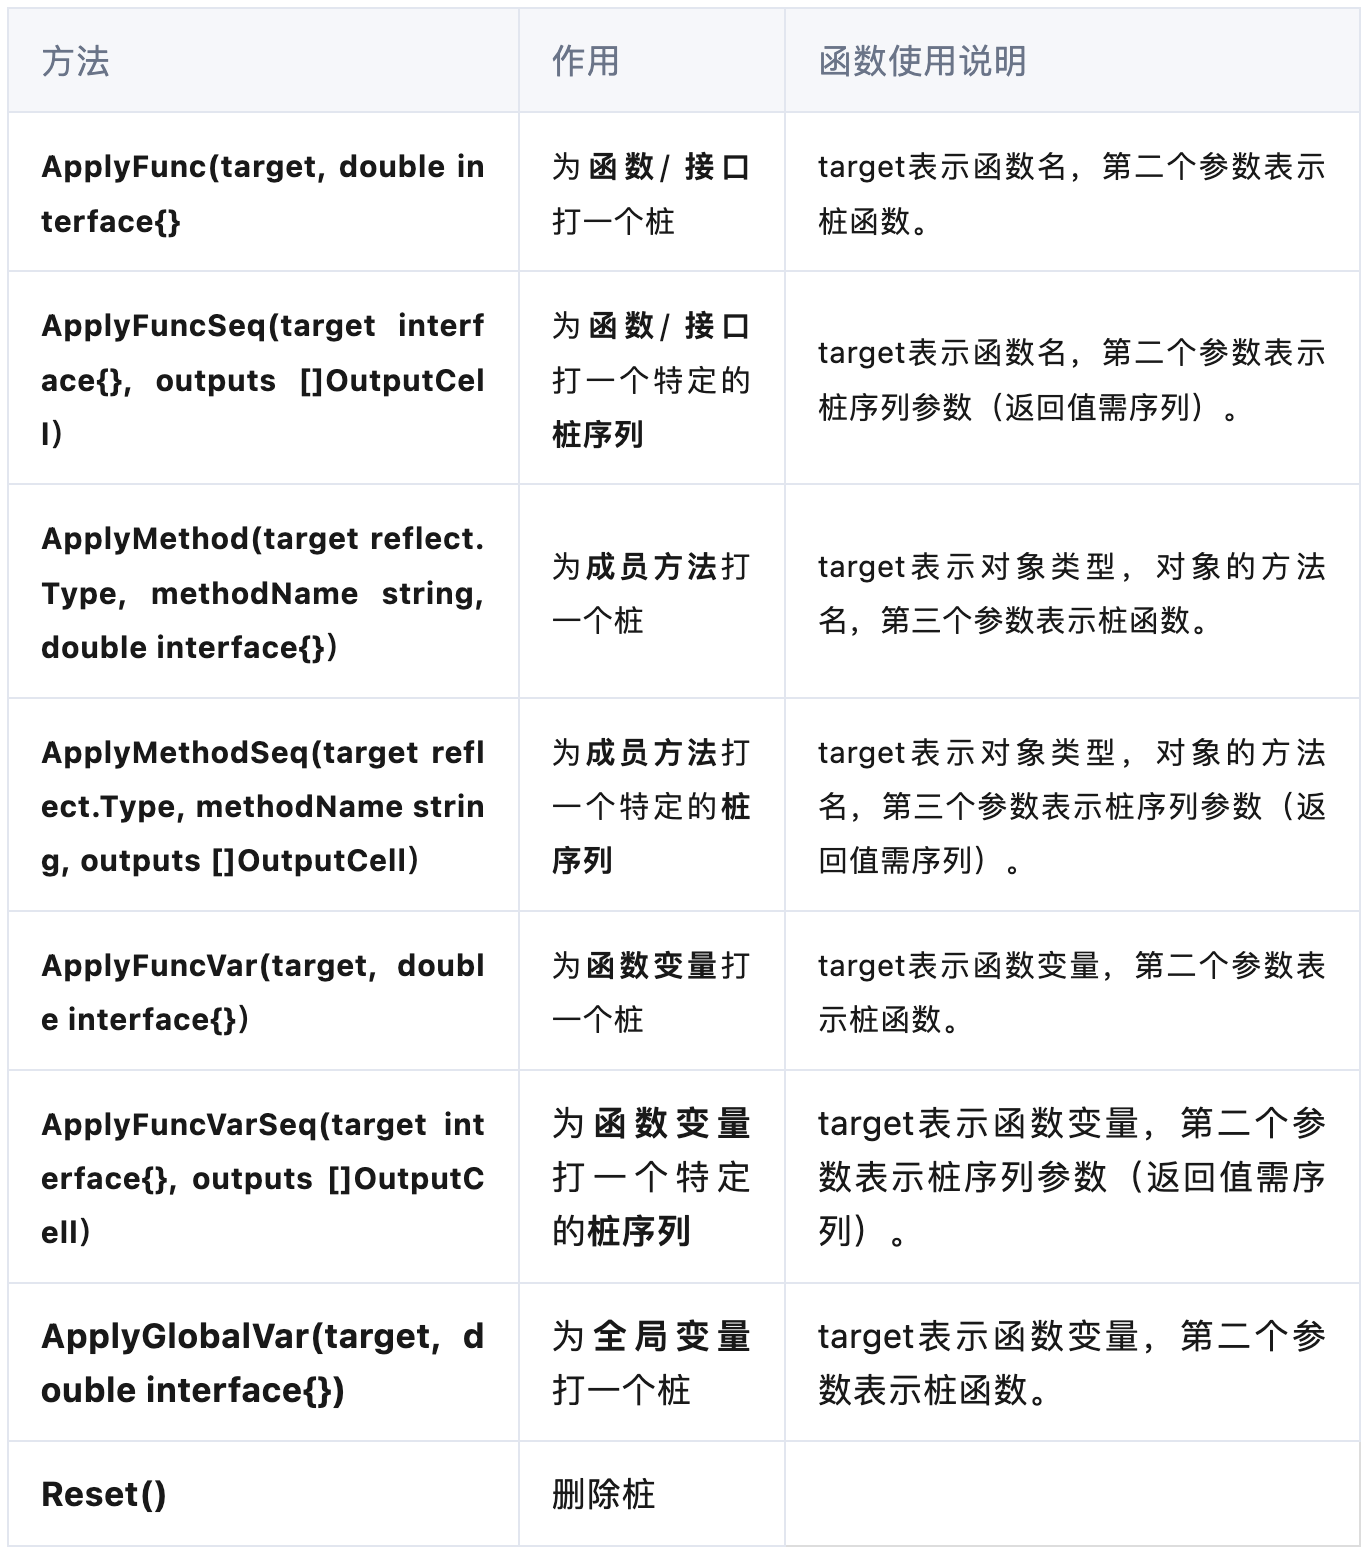 方法
作用
函数使用说明
ApplyFunc(target, double in
terface{}
为函数/ 接口
打一个桩
target表示函数名，第二个参数表示
桩函数。
ApplyFuncSeq(target interf
ace{}, outputs []OutputCel
l）
为函数/ 接口
打一个特定的
桩序列
target表示函数名，第二个参数表示
桩序列参数（返回值需序列）。
ApplyMethod(target reflect.
Type, methodName string,
double interface{}）
为成员方法打
一个桩
target表示对象类型，对象的方法
名，第三个参数表示桩函数。
ApplyMethodSeq(target refl
ect.Type, methodName strin
g, outputs []OutputCell）
为成员方法打
一个特定的桩
序列
target表示对象类型，对象的方法
名，第三个参数表示桩序列参数（返
回值需序列）。
ApplyFuncVar(target, doubl
e interface{}）
为函数变量打
一个桩
target表示函数变量，第二个参数表
示桩函数。
ApplyFuncVarSeq(target int
erface{}, outputs []OutputC
ell）
为函数变量
打一个特定
的桩序列
target表示函数变量，第二个参
数表示桩序列参数（返回值需序
列）。
ApplyGlobalVar(target, d
ouble interface{})
为全局变量
打一个桩
target表示函数变量，第二个参
数表示桩函数。
Reset()
删除桩